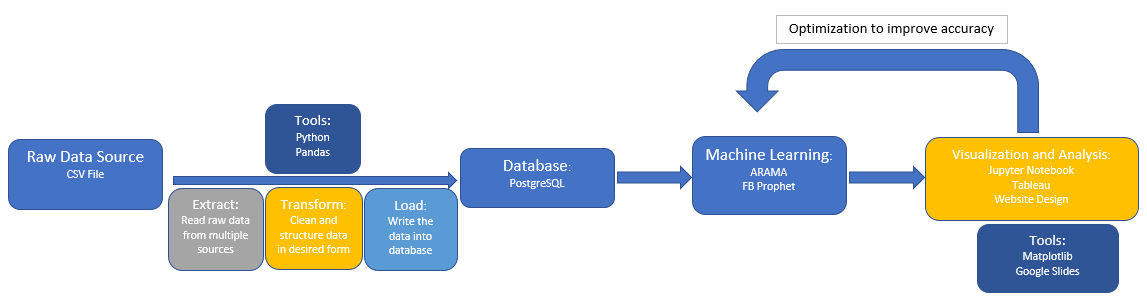 Optimization to improve accuracy
Raw Data Source
CSV File
Tools:
Python
Pandas
Extract:
Read raw data
from multiple
sources
Transform:
Clean and
structure data
in desired form
Load:
Write the
data into
database
Database:
PostgreSQL
Machine Learning:
ARAMA
FB Prophet
Visualization and Analysis:
Jupyter Notebook
Tableau
Website Design
Tools:
Matplotlib
Google Slides